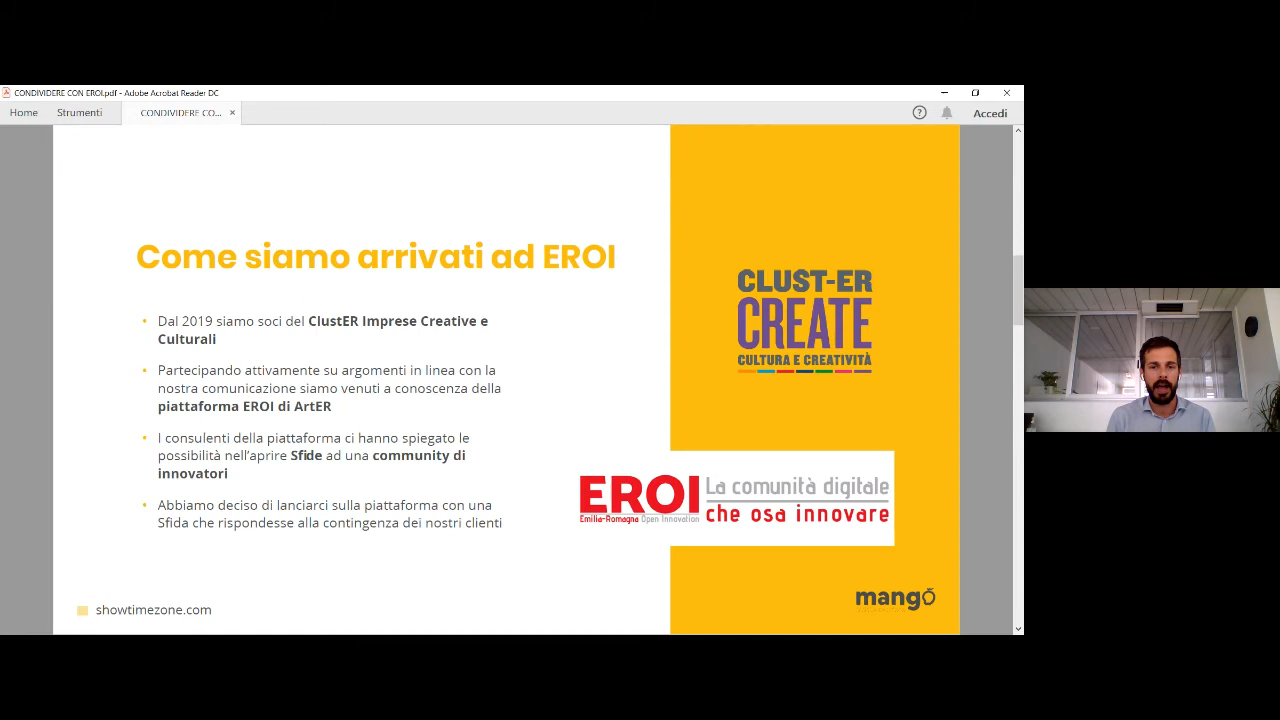 CONDIVIDERE CON EROI.pdf - Adobe Acrobat Reader DC
Home
Strumenti
CONDIVIDERE CO...
Accedi
Come siamo arrivati ad EROI
Dal 2019 siamo soci del ClustER Imprese Creative e
Culturali
Partecipando attivamente su argomenti in linea con la
nostra comunicazione siamo venuti a conoscenza della
piattaforma EROI di ArtER
I consulenti della piattaforma ci hanno spiegato le
possibilità nell'aprire Sfide ad una community di
innovatori
Abbiamo deciso di lanciarci sulla piattaforma con una
Sfida che rispondesse alla contingenza dei nostri clienti
showtimezone.com
CLUST-ER
CREATE
CULTURA E CREATIVITÀ
EROI
Emilia-Romagna Open Innovation
La comunità digitale
che osa innovare
mango